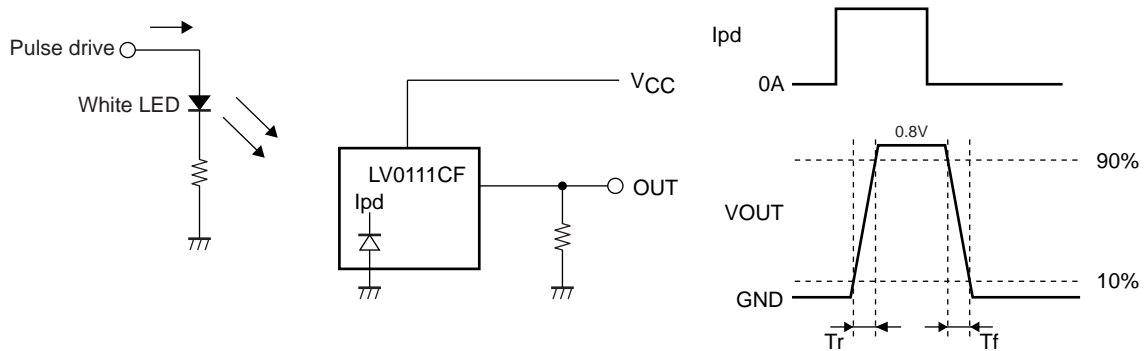 Pulse drive
White LED
VCC
LV0111CF
Ipd
OUT
Ipd
0A
0.8V
90%
VOUT
10%
GND
Tr
Tf